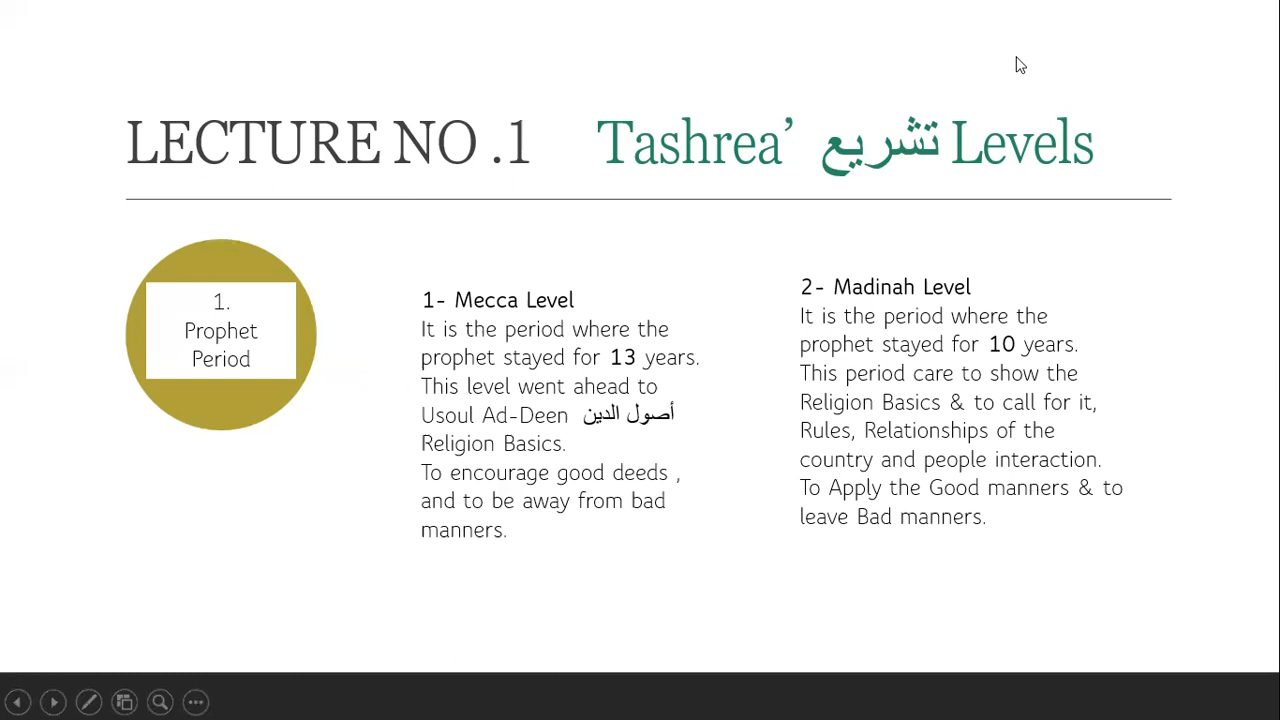 LECTURE NO .1 Tashrea’ تشريع Levels
1.
Prophet
Period
1- Mecca Level
It is the period where the
prophet stayed for 13 years.
This level went ahead to
Usoul Ad-Deen أصول الدين
Religion Basics.
To encourage good deeds ,
and to be away from bad
manners.
2- Madinah Level
It is the period where the
prophet stayed for 10 years.
This period care to show the
Religion Basics & to call for it,
Rules, Relationships of the
country and people interaction.
To Apply the Good manners & to
leave Bad manners.